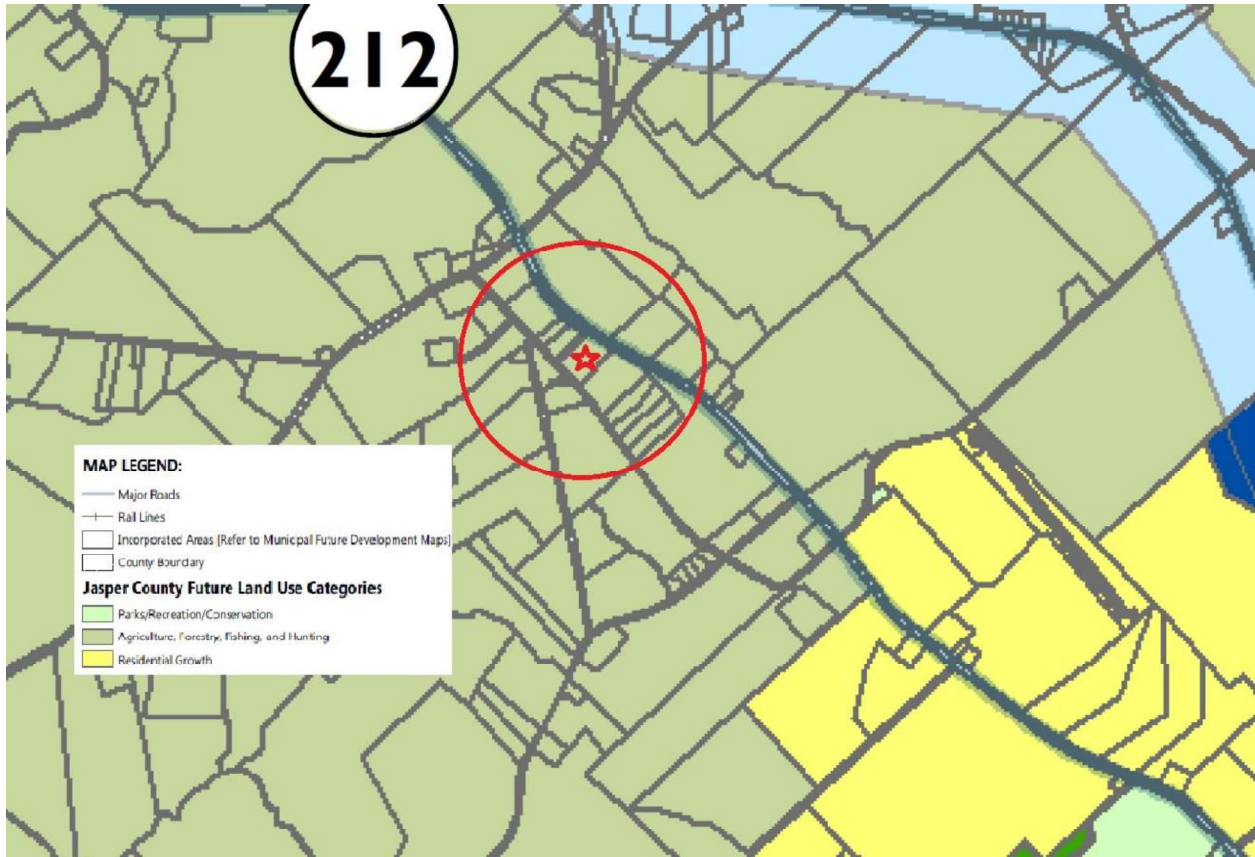 212
MAP LEGEND:
Major Roads
Rail Lines
Incorporated Areas [Refer to Municipal Future Development Maps]
County Boundary
Jasper County Future Land Use Categories
Parks/Recreation/Conservation
Agriculture, Forestry, Fishing, and Hunting
Residential Growth